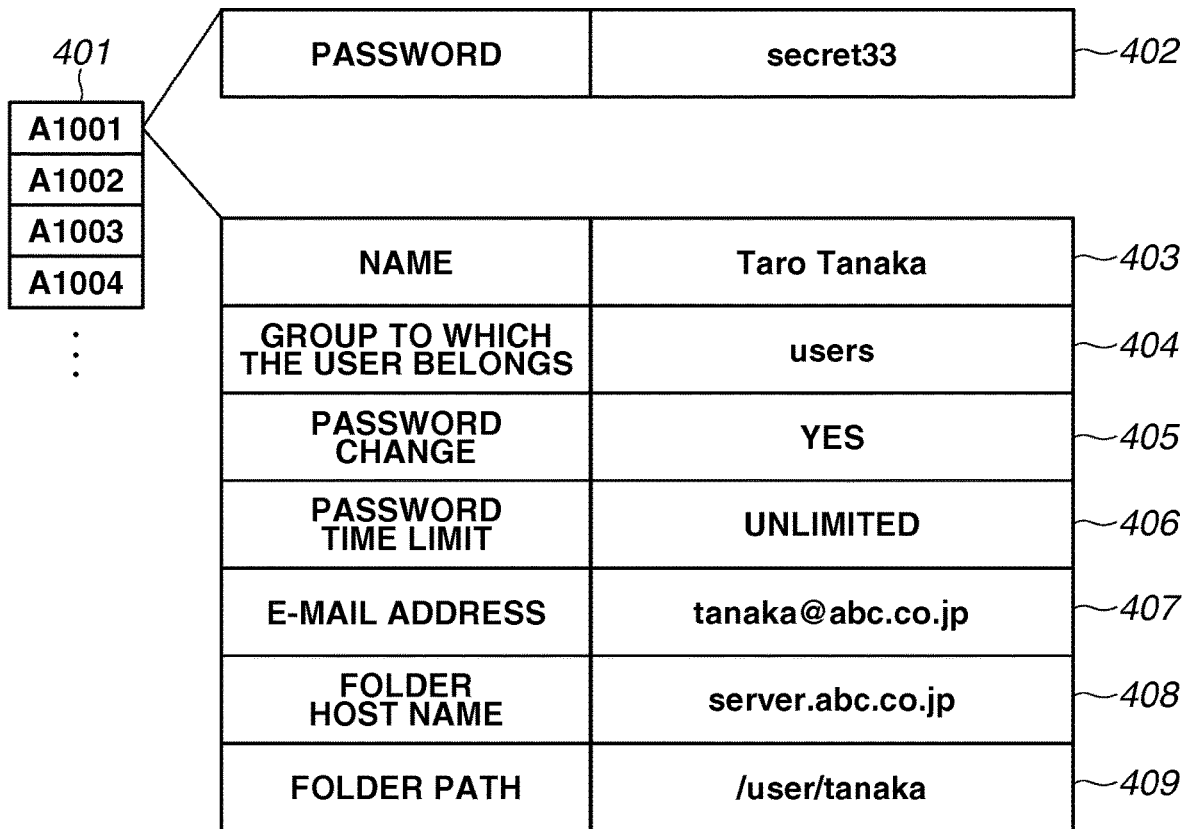 401
A1001
A1002
A1003
A1004
PASSWORD secret33 402
NAME Taro Tanaka 403
GROUP TO WHICH
THE USER BELONGS users 404
PASSWORD
CHANGE YES 405
PASSWORD
TIME LIMIT UNLIMITED 406
E-MAIL ADDRESS tanaka@abc.co.jp 407
FOLDER
HOST NAME server.abc.co.jp 408
FOLDER PATH /user/tanaka 409